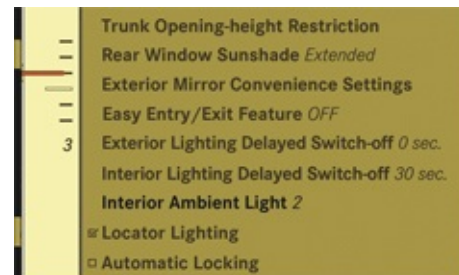 Trunk Opening-height Restriction
Rear Window Sunshade Extended
Exterior Mirror Convenience Settings
Easy Entry/Exit Feature OFF
3
Exterior Lighting Delayed Switch-off 0 sec.
Interior Lighting Delayed Switch-off 30 sec.
Interior Ambient Light 2
Locator Lighting
Automatic Locking